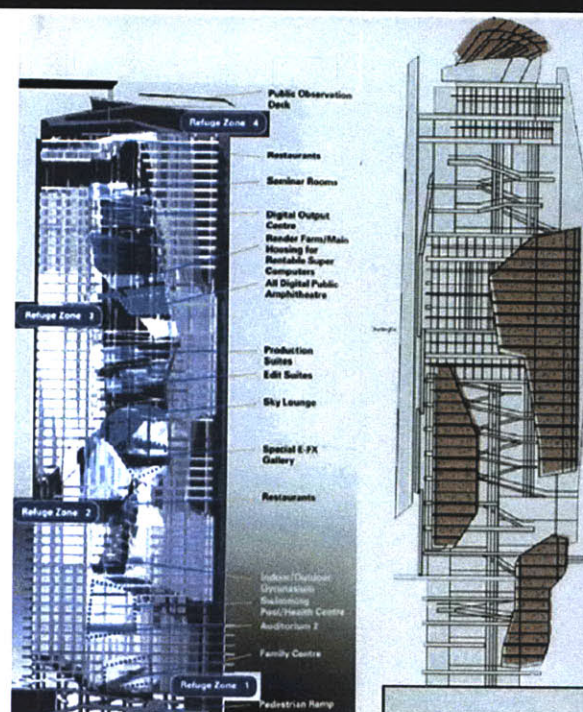 Public Observation
Deck
Refuge Zone 4
Restaurants
Seminar Rooms
Digital Output
Centre
Render Farm/Main
Housing for
Rentable Super
Computers
All Digital Public
Amphitheatre
Refuge Zone 3
Production
Suites
Edit Suites
Sky Lounge
Special E-FX
Gallery
Restaurants
Refuge Zone 2
Indoor/Outdoor
Gymnasium
Swimming
Pool/Health Centre
Auditorium 2
Family Centre
Refuge Zone 1
Pedestrian Ramp